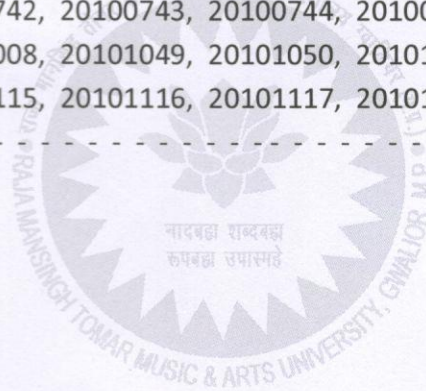 742, 20100743, 20100744, 20100
008, 20101049, 20101050, 20101
115, 20101116, 20101117, 20101
RAJA MANSINGH TOMAR MUSIC & ARTS UNIVERSITY, GWALIOR M.P.
नादब्रह्म शब्दब्रह्म
रूपब्रह्म उपास्महे